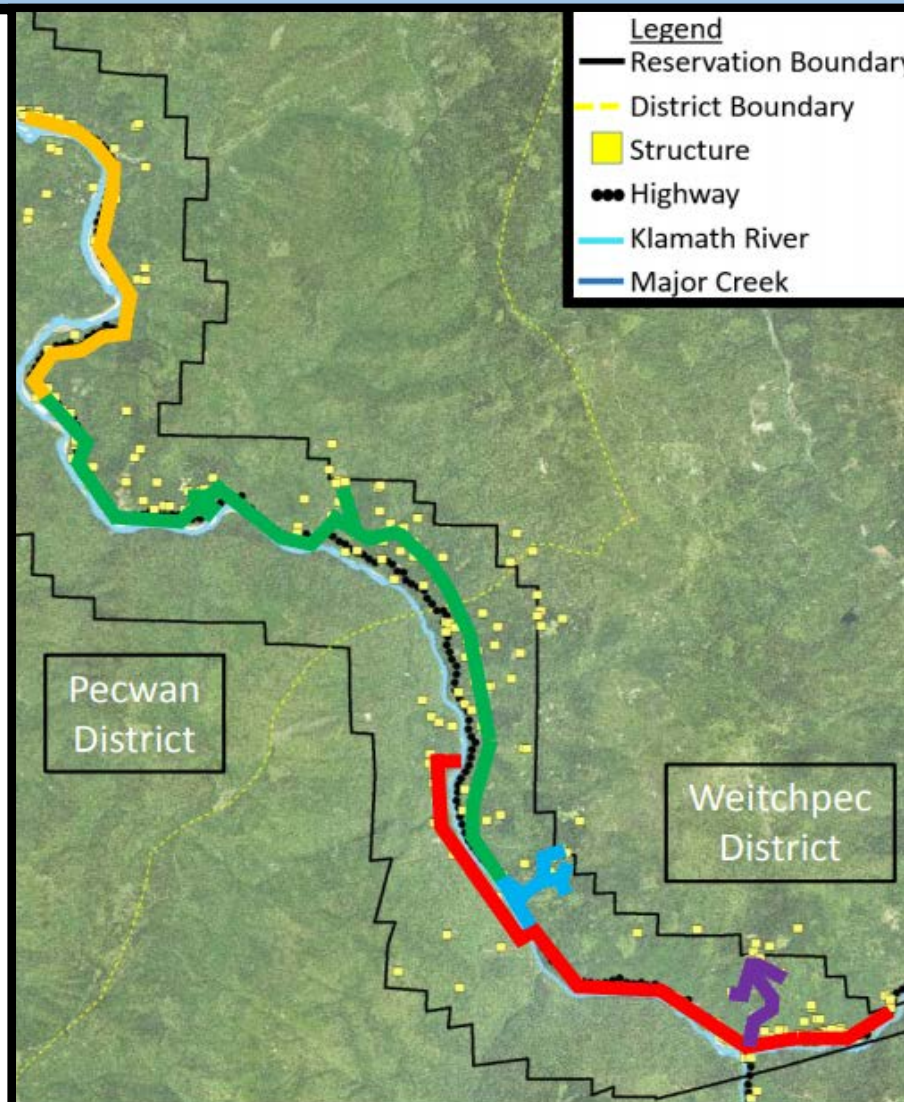 Legend
Reservation Boundary
District Boundary
Structure
Highway
Klamath River
Major Creek
Pecwan
District
Weitchpec
District